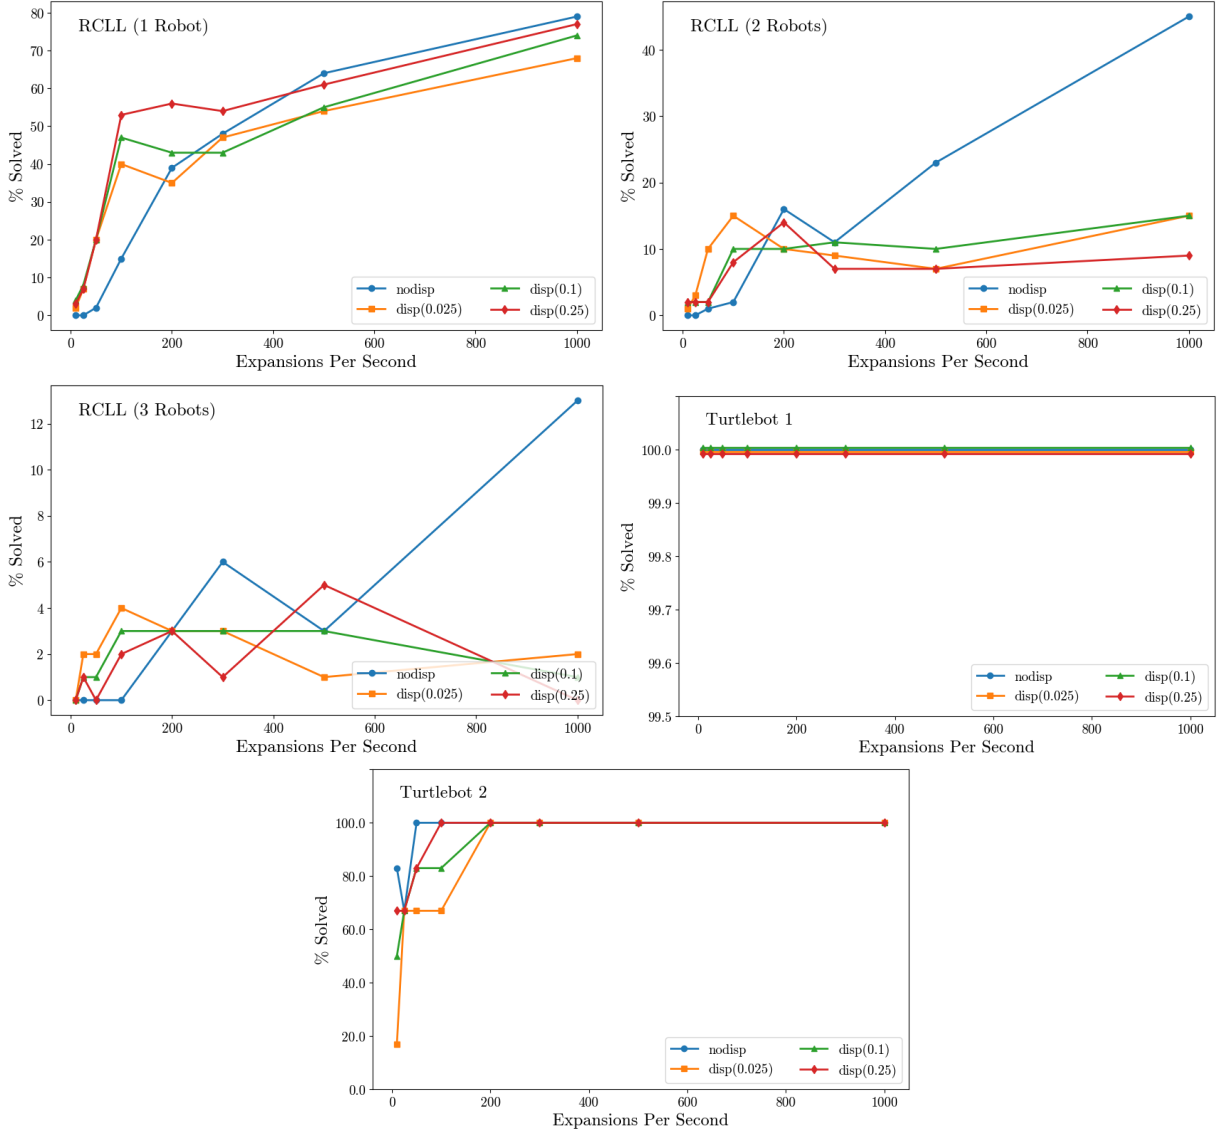 RCLL (1 Robot)
% Solved
80
70
60
50
40
30
20
10
0
nodisp
disp(0.025)
disp(0.1)
disp(0.25)
0 200 400 600 800 1000
Expansions Per Second
RCLL (2 Robots)
% Solved
40
30
20
10
0
nodisp
disp(0.025)
disp(0.1)
disp(0.25)
0 200 400 600 800 1000
Expansions Per Second
RCLL (3 Robots)
% Solved
12
10
8
6
4
2
0
nodisp
disp(0.025)
disp(0.1)
disp(0.25)
0 200 400 600 800 1000
Expansions Per Second
Turtlebot 1
% Solved
100.0
99.9
99.8
99.7
99.6
99.5
nodisp
disp(0.025)
disp(0.1)
disp(0.25)
0 200 400 600 800 1000
Expansions Per Second
Turtlebot 2
% Solved
100.0
80.0
60.0
40.0
20.0
0.0
nodisp
disp(0.025)
disp(0.1)
disp(0.25)
0 200 400 600 800 1000
Expansions Per Second